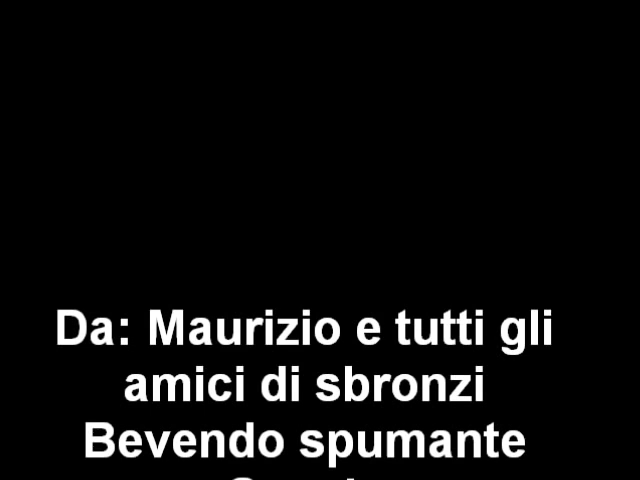 Da: Maurizio e tutti gli
amici di sbronzi
Bevendo spumante